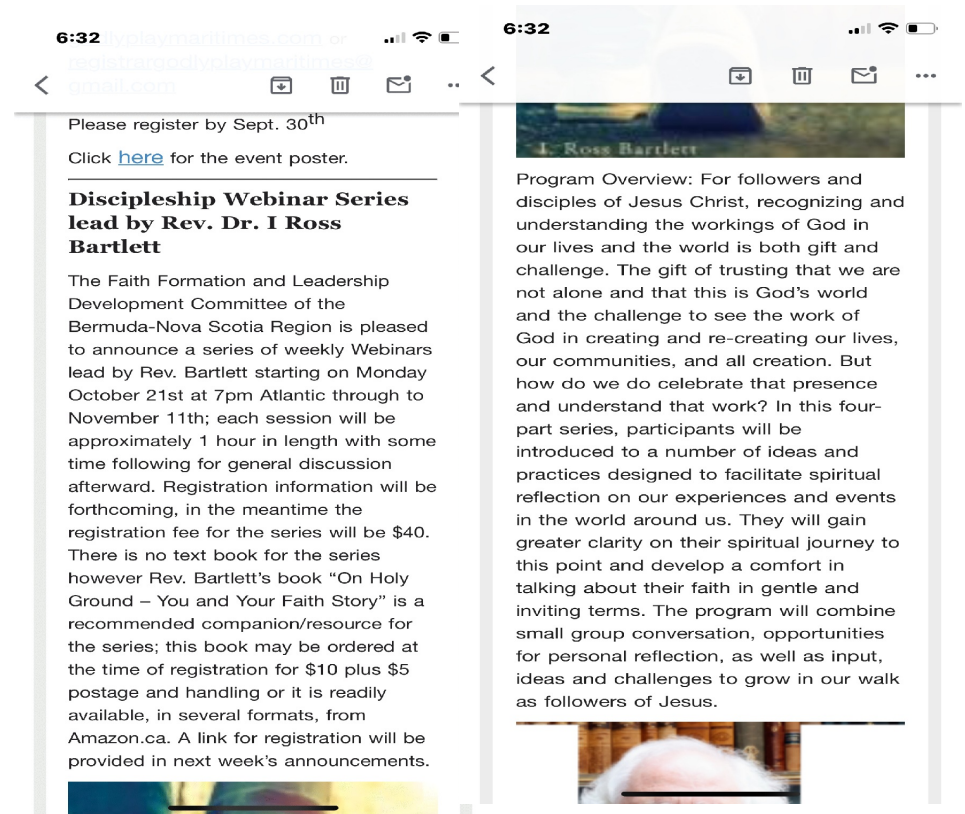 6:32
llyplaymaritimes.com or
registrargodlyplaymaritimes@
gmail.com
Please register by Sept. 30th
Click here for the event poster.
Discipleship Webinar Series
lead by Rev. Dr. I Ross
Bartlett
The Faith Formation and Leadership
Development Committee of the
Bermuda-Nova Scotia Region is pleased
to announce a series of weekly Webinars
lead by Rev. Bartlett starting on Monday
October 21st at 7pm Atlantic through to
November 11th; each session will be
approximately 1 hour in length with some
time following for general discussion
afterward. Registration information will be
forthcoming, in the meantime the
registration fee for the series will be $40.
There is no text book for the series
however Rev. Bartlett's book “On Holy
Ground – You and Your Faith Story” is a
recommended companion/resource for
the series; this book may be ordered at
the time of registration for $10 plus $5
postage and handling or it is readily
available, in several formats, from
Amazon.ca. A link for registration will be
provided in next week's announcements.
6:32
I. Ross Bartlett
Program Overview: For followers and
disciples of Jesus Christ, recognizing and
understanding the workings of God in
our lives and the world is both gift and
challenge. The gift of trusting that we are
not alone and that this is God's world
and the challenge to see the work of
God in creating and re-creating our lives,
our communities, and all creation. But
how do we do celebrate that presence
and understand that work? In this four-
part series, participants will be
introduced to a number of ideas and
practices designed to facilitate spiritual
reflection on our experiences and events
in the world around us. They will gain
greater clarity on their spiritual journey to
this point and develop a comfort in
talking about their faith in gentle and
inviting terms. The program will combine
small group conversation, opportunities
for personal reflection, as well as input,
ideas and challenges to grow in our walk
as followers of Jesus.